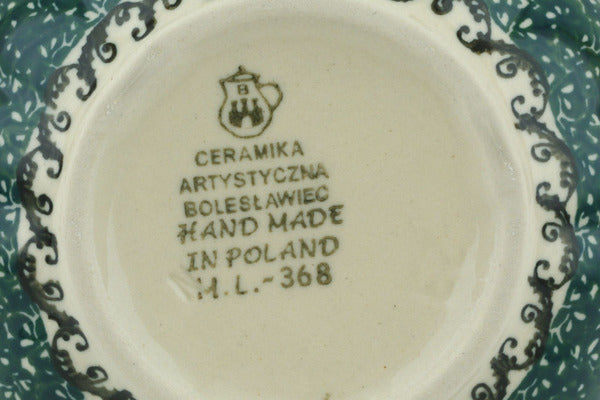 B
CERAMIKA
ARTYSTYCZNA
BOLESŁAWIEC
HAND MADE
IN POLAND
M.L.-368